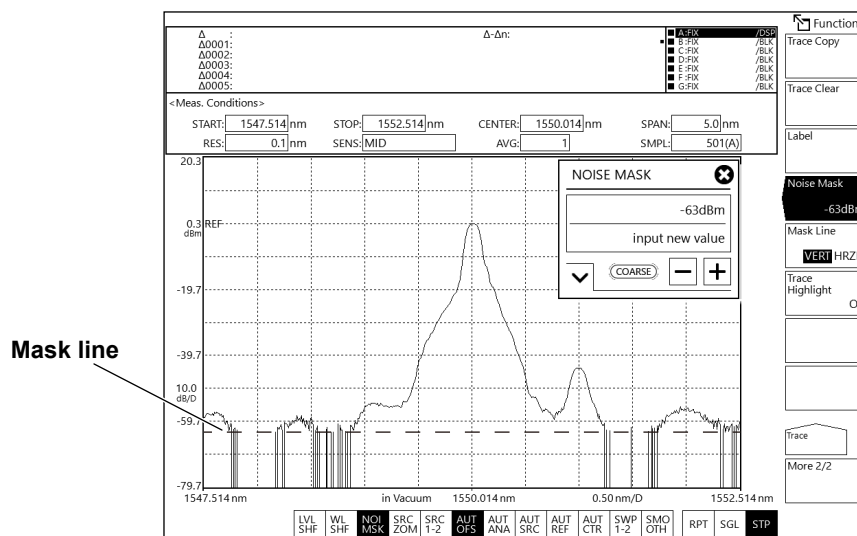 Δ :
Δ0001:
Δ0002:
Δ0003:
Δ0004:
Δ0005:
Δ-Δn:
A:FIX /DSP
B:FIX /BLK
C:FIX /BLK
D:FIX /BLK
E:FIX /BLK
F:FIX /BLK
G:FIX /BLK
Function
Trace Copy
Trace Clear
Label
Noise Mask
-63dBm
Mask Line
VERT HRZ
Trace
Highlight
Trace
More 2/2
<Meas. Conditions>
START: 1547.514 nm STOP: 1552.514 nm CENTER: 1550.014 nm SPAN: 5.0 nm
RES: 0.1 nm SENS: MID AVG: 1 SMPL: 501(A)
20.3
NOISE MASK
-63dBm
input new value
COARSE
0.3 REF
dBm
-19.7
-39.7
Mask line
10.0
dB/D
-59.7
-79.7
1547.514 nm in Vacuum 1550.014 nm 0.500 nm/D 1552.514 nm
LVL SHF WL SHF NOI MSK SRC ZOM SRC 1-2 AUT OFS AUT ANA AUT SRC AUT REF AUT CTR SWP 1-2 SMO OTH RPT SGL STP